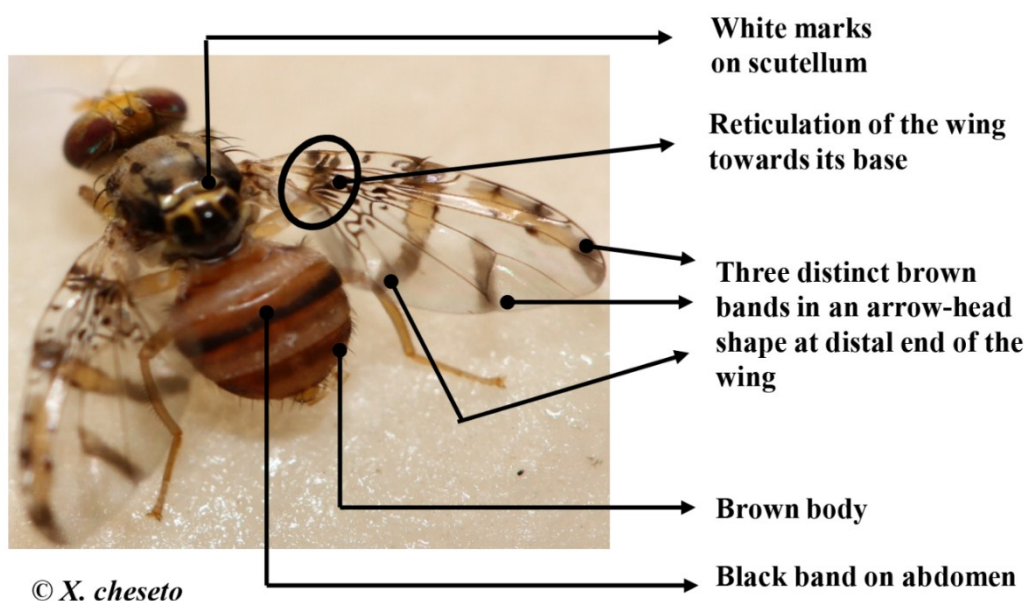 White marks
on scutellum
Reticulation of the wing
towards its base
Three distinct brown
bands in an arrow-head
shape at distal end of the
wing
Brown body
Black band on abdomen
© X. cheseto